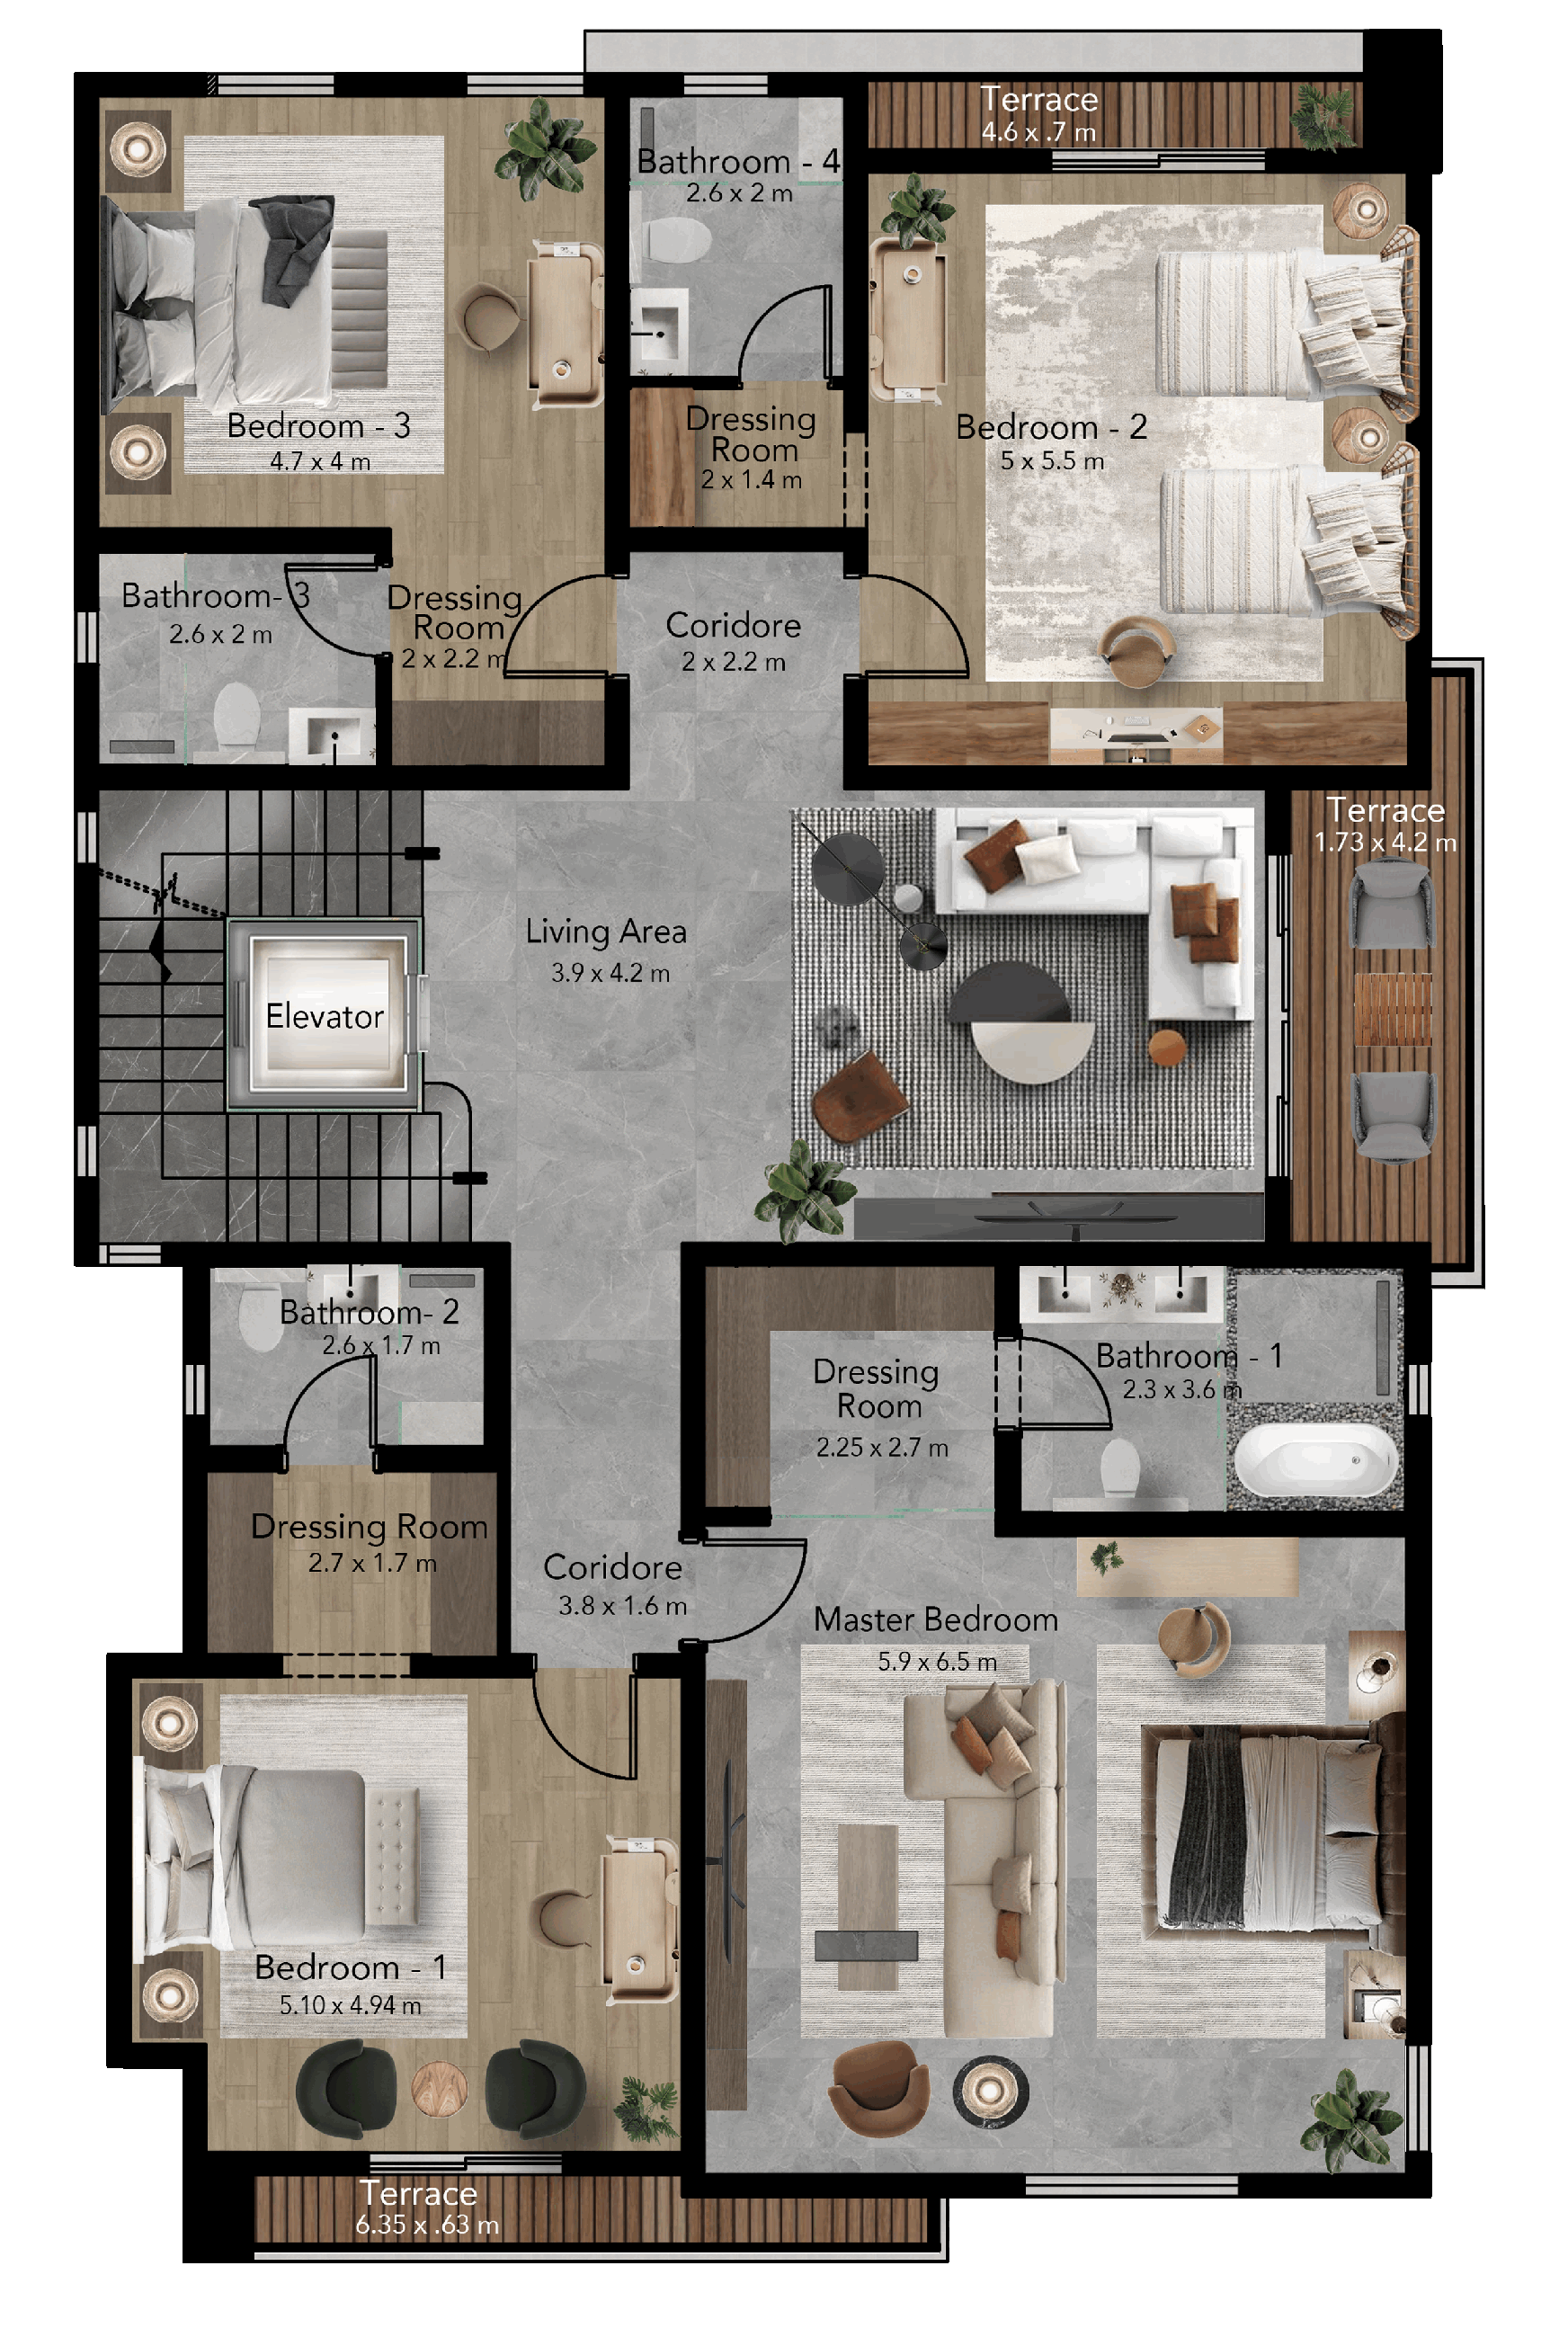 Terrace
4.6 x .7 m
Bathroom - 4
2.6 x 2 m
Bedroom - 3
4.7 x 4 m
Dressing
Room
2 x 1.4 m
Bedroom - 2
5 x 5.5 m
Bathroom- 3
2.6 x 2 m
Dressing
Room
2 x 2.2 m
Coridore
2 x 2.2 m
Terrace
1.73 x 4.2 m
Living Area
3.9 x 4.2 m
Elevator
Bathroom- 2
2.6 x 1.7 m
Dressing
Room
2.25 x 2.7 m
Bathroom - 1
2.3 x 3.6 m
Dressing Room
2.7 x 1.7 m
Coridore
3.8 x 1.6 m
Master Bedroom
5.9 x 6.5 m
Bedroom - 1
5.10 x 4.94 m
Terrace
6.35 x .63 m